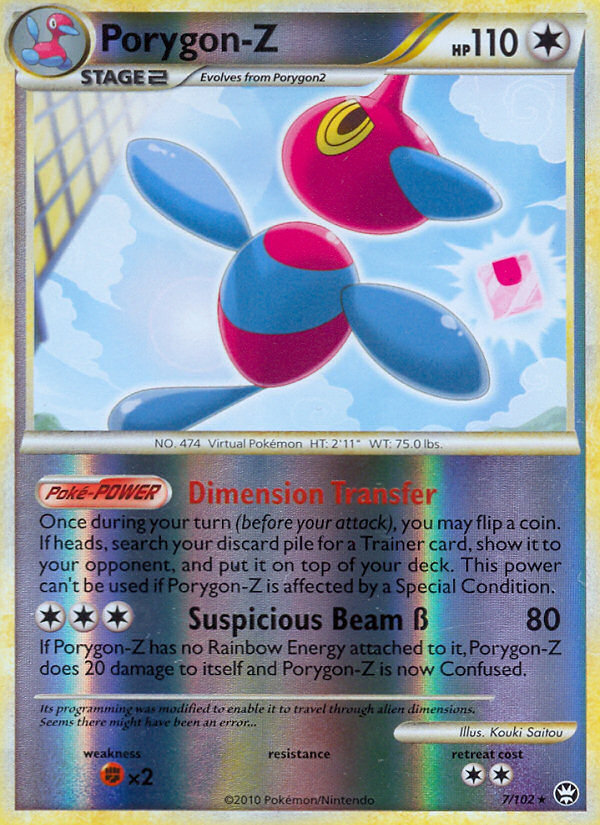 Porygon-Z
HP110
STAGE 2
Evolves from Porygon2
NO. 474 Virtual Pokémon HT: 2'11" WT: 75.0 lbs.
Poké-POWER Dimension Transfer
Once during your turn (before your attack), you may flip a coin.
If heads, search your discard pile for a Trainer card, show it to
your opponent, and put it on top of your deck. This power
can't be used if Porygon-Z is affected by a Special Condition.
Suspicious Beam β 80
If Porygon-Z has no Rainbow Energy attached to it, Porygon-Z
does 20 damage to itself and Porygon-Z is now Confused.
Its programming was modified to enable it to travel through alien dimensions.
Seems there might have been an error...
Illus. Kouki Saitou
weakness resistance retreat cost
×2
©2010 Pokémon/Nintendo 7/102 ★